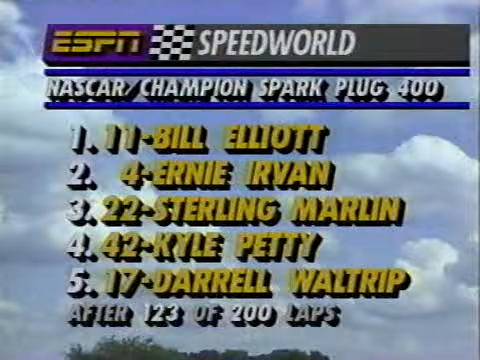 ESPN SPEEDWORLD
NASCAR/CHAMPION SPARK PLUG 400
1. 11-BILL ELLIOTT
2. 4-ERNIE IRVAN
3. 22-STERLING MARLIN
4. 42-KYLE PETTY
5. 17-DARRELL WALTRIP
AFTER 123 OF 200 LAPS